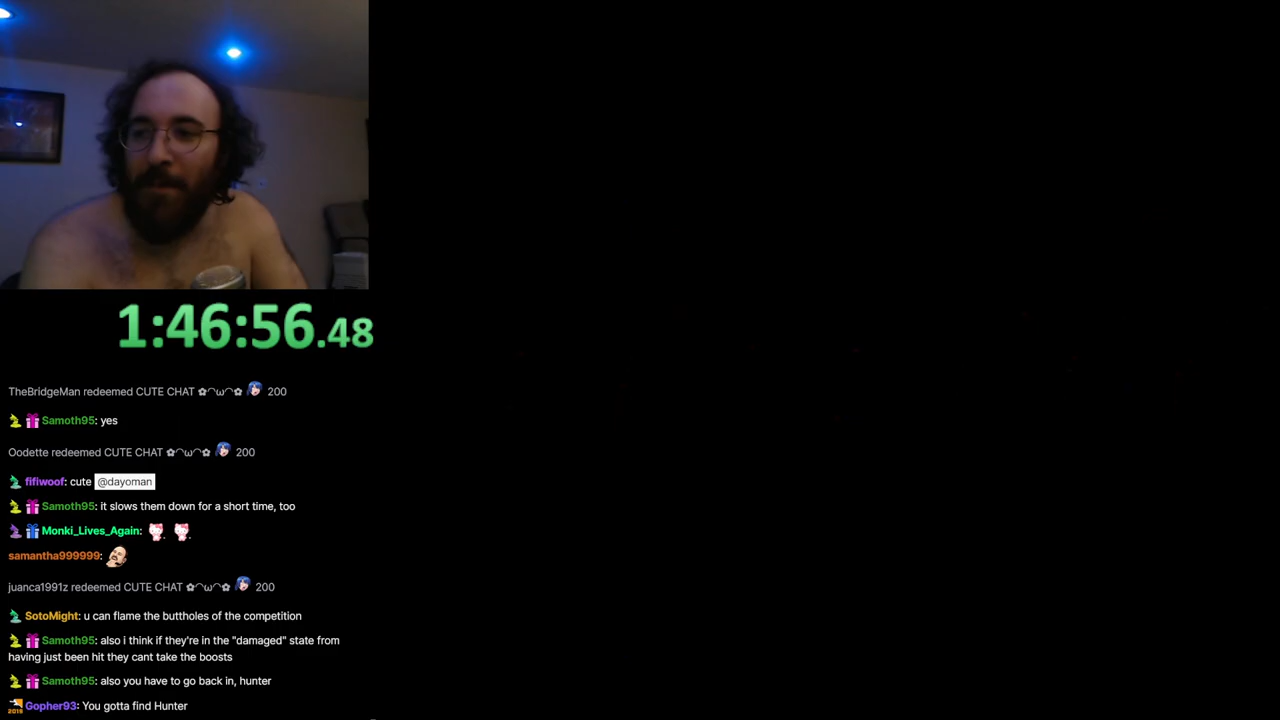 1:46:56.48
TheBridgeMan redeemed CUTE CHAT ✿◠ω◠✿ 200
Samoth95: yes
Oodette redeemed CUTE CHAT ✿◠ω◠✿ 200
fifiwoof: cute @dayoman
Samoth95: it slows them down for a short time, too
Monki_Lives_Again:
samantha999999:
juanca1991z redeemed CUTE CHAT ✿◠ω◠✿ 200
SotoMight: u can flame the buttholes of the competition
Samoth95: also i think if they're in the "damaged" state from
having just been hit they cant take the boosts
Samoth95: also you have to go back in, hunter
2019 Gopher93: You gotta find Hunter